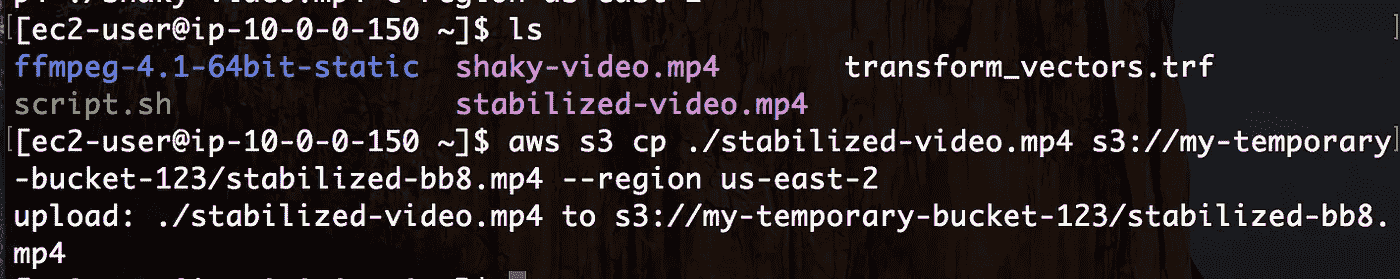 [ec2-user@ip-10-0-0-150 ~]$ ls
ffmpeg-4.1-64bit-static  shaky-video.mp4       transform_vectors.trf
script.sh                stabilized-video.mp4
[ec2-user@ip-10-0-0-150 ~]$ aws s3 cp ./stabilized-video.mp4 s3://my-temporary
-bucket-123/stabilized-bb8.mp4 --region us-east-2
upload: ./stabilized-video.mp4 to s3://my-temporary-bucket-123/stabilized-bb8.
mp4